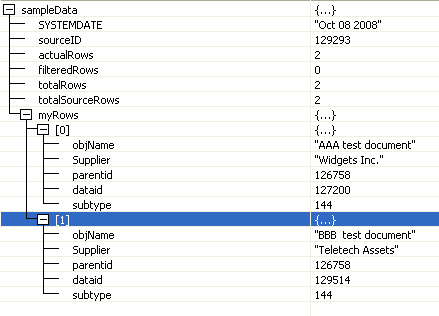 sampleData {...}
SYSTEMDATE "Oct 08 2008"
sourceID 129293
actualRows 2
filteredRows 0
totalRows 2
totalSourceRows 2
myRows {...}
[0] {...}
objName "AAA test document"
Supplier "Widgets Inc."
parentid 126758
dataid 127200
subtype 144
[1] {...}
objName "BBB  test document"
Supplier "Teletech Assets"
parentid 126758
dataid 129514
subtype 144